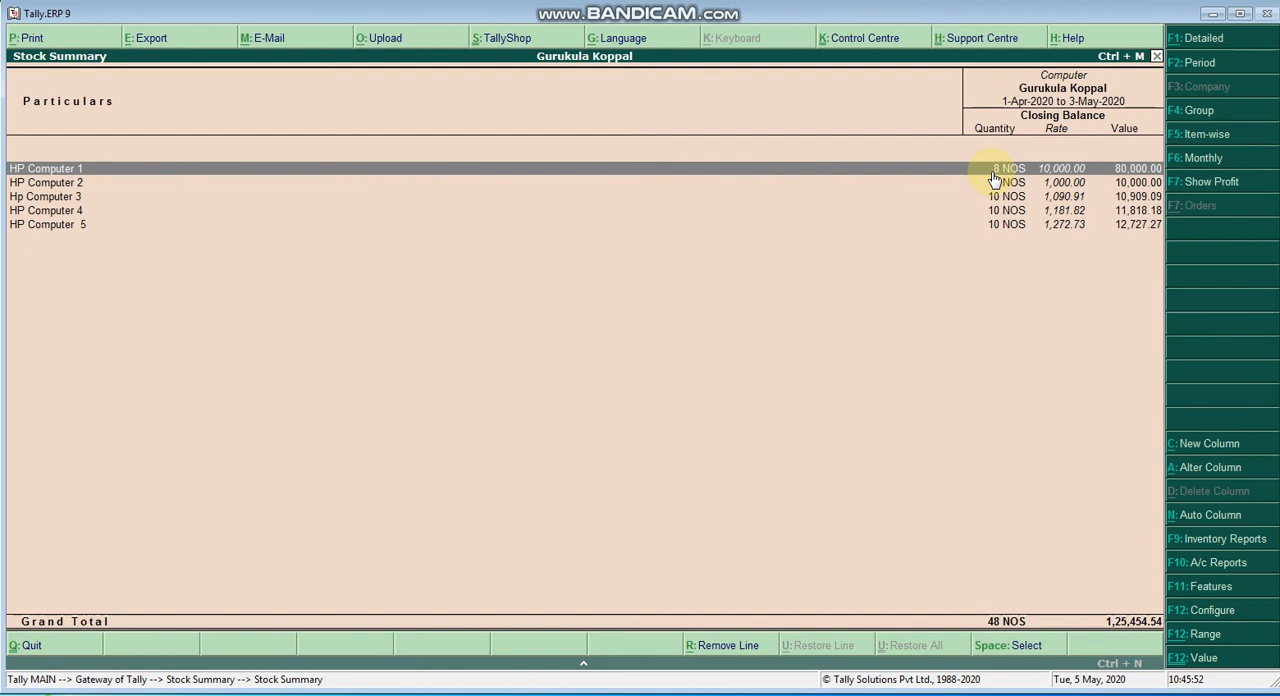 Tally.ERP 9
www.BANDICAM.com
P: Print E: Export M: E-Mail O: Upload S: TallyShop G: Language K: Keyboard K: Control Centre H: Support Centre H: Help
Stock Summary Gurukula Koppal Ctrl + M
Particulars
Computer
Gurukula Koppal
1-Apr-2020 to 3-May-2020
Closing Balance
Quantity Rate Value
HP Computer 1 8 NOS 10,000.00 80,000.00
HP Computer 2 NOS 1,000.00 10,000.00
Hp Computer 3 10 NOS 1,090.91 10,909.09
HP Computer 4 10 NOS 1,181.82 11,818.18
HP Computer 5 10 NOS 1,272.73 12,727.27
Grand Total 48 NOS 1,25,454.54
F1: Detailed
F2: Period
F3: Company
F4: Group
F5: Item-wise
F6: Monthly
F7: Show Profit
F7: Orders
C: New Column
A: Alter Column
D: Delete Column
N: Auto Column
F9: Inventory Reports
F10: A/c Reports
F11: Features
F12: Configure
F12: Range
F12: Value
Q: Quit R: Remove Line U: Restore Line U: Restore All Space: Select
Ctrl + N
Tally MAIN --> Gateway of Tally --> Stock Summary --> Stock Summary © Tally Solutions Pvt Ltd., 1988-2020 Tue, 5 May, 2020 10:45:52